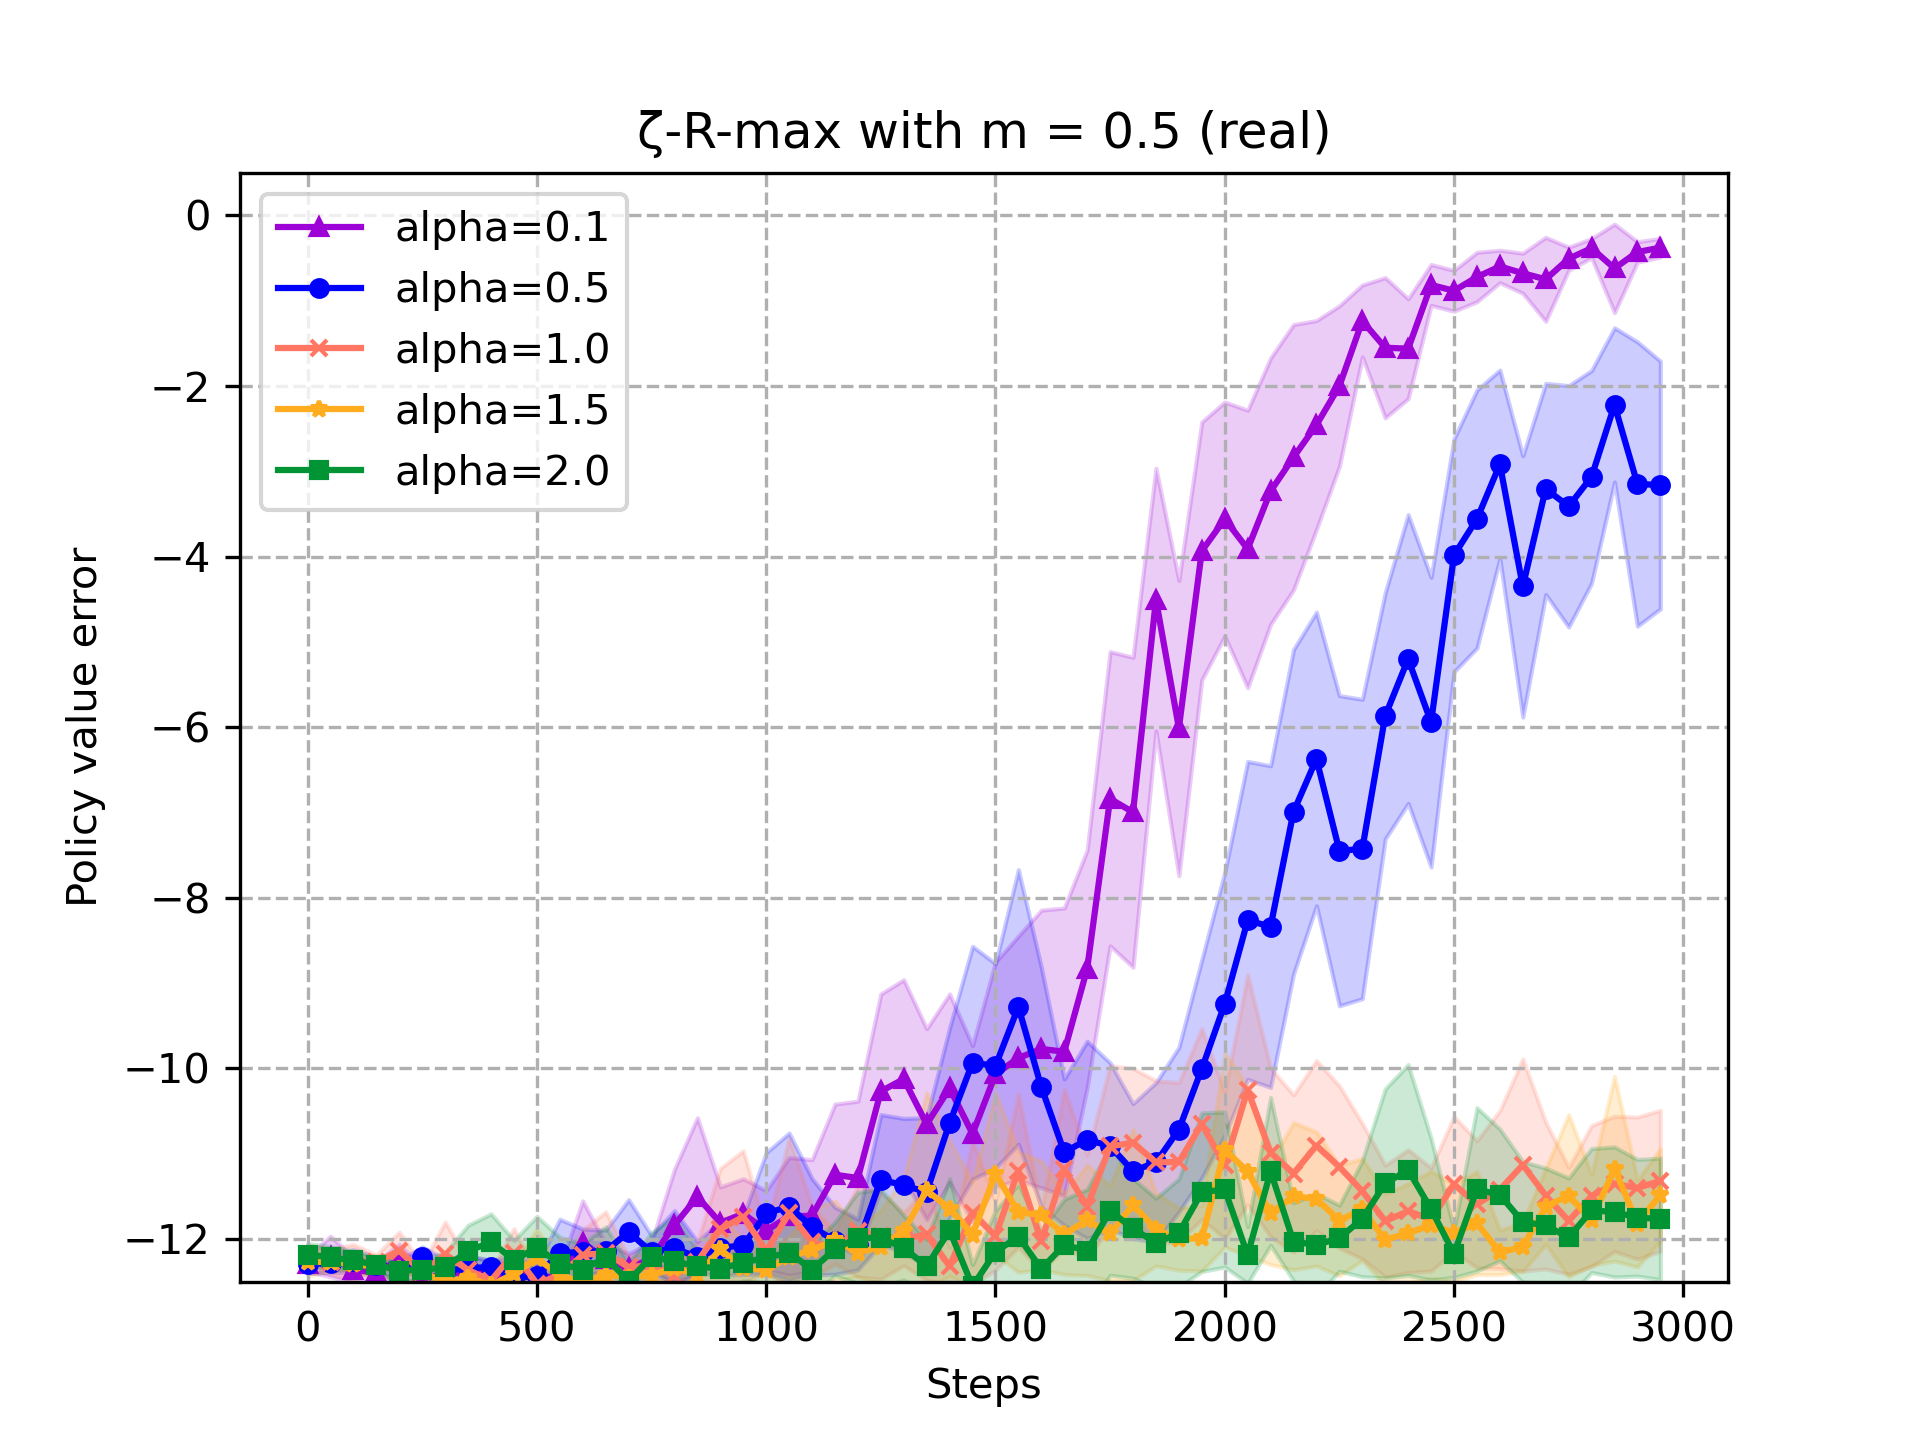 ζ-R-max with m = 0.5 (real)
alpha=0.1
alpha=0.5
alpha=1.0
alpha=1.5
alpha=2.0
Policy value error
0
−2
−4
−6
−8
−10
−12
0 500 1000 1500 2000 2500 3000
Steps